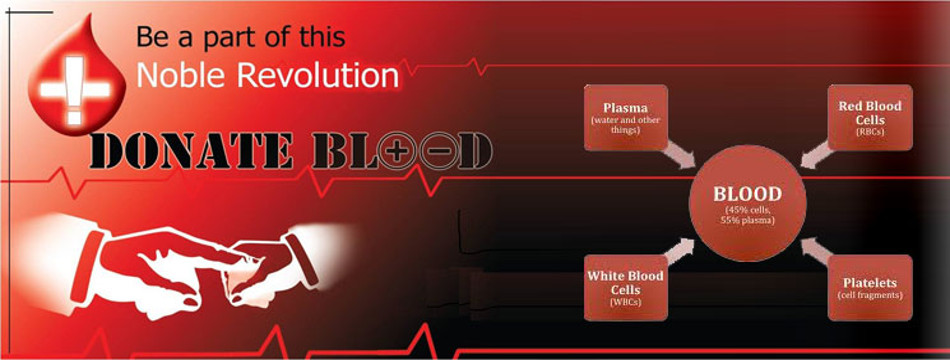 Be a part of this
Noble Revolution
DONATE BLOOD
Plasma
(water and other
things)
Red Blood
Cells
(RBCs)
BLOOD
(45% cells,
55% plasma)
White Blood
Cells
(WBCs)
Platelets
(cell fragments)